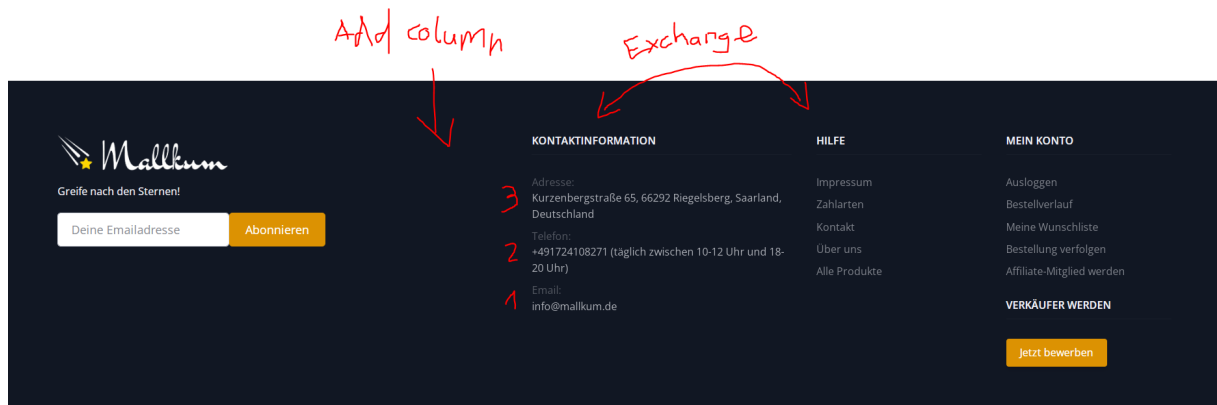 Add column
Exchange
Mallkum
Greife nach den Sternen!
Deine Emailadresse
Abonnieren
KONTAKTINFORMATION
3
Adresse:
Kurzenbergstraße 65, 66292 Riegelsberg, Saarland,
Deutschland
2
Telefon:
+491724108271 (täglich zwischen 10-12 Uhr und 18-
20 Uhr)
1
Email:
info@mallkum.de
HILFE
Impressum
Zahlarten
Kontakt
Über uns
Alle Produkte
MEIN KONTO
Ausloggen
Bestellverlauf
Meine Wunschliste
Bestellung verfolgen
Affiliate-Mitglied werden
VERKÄUFER WERDEN
Jetzt bewerben